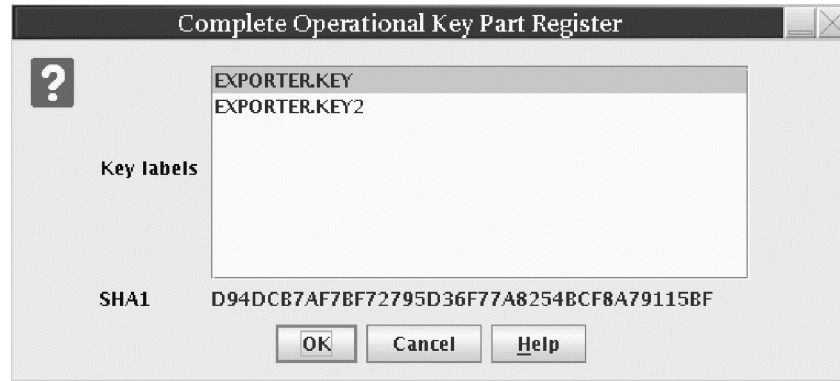 Complete Operational Key Part Register
?
EXPORTER.KEY
EXPORTER.KEY2
Key labels
SHA1 D94DCB7AF7BF72795D36F77A8254BCF8A79115BF
OK Cancel Help